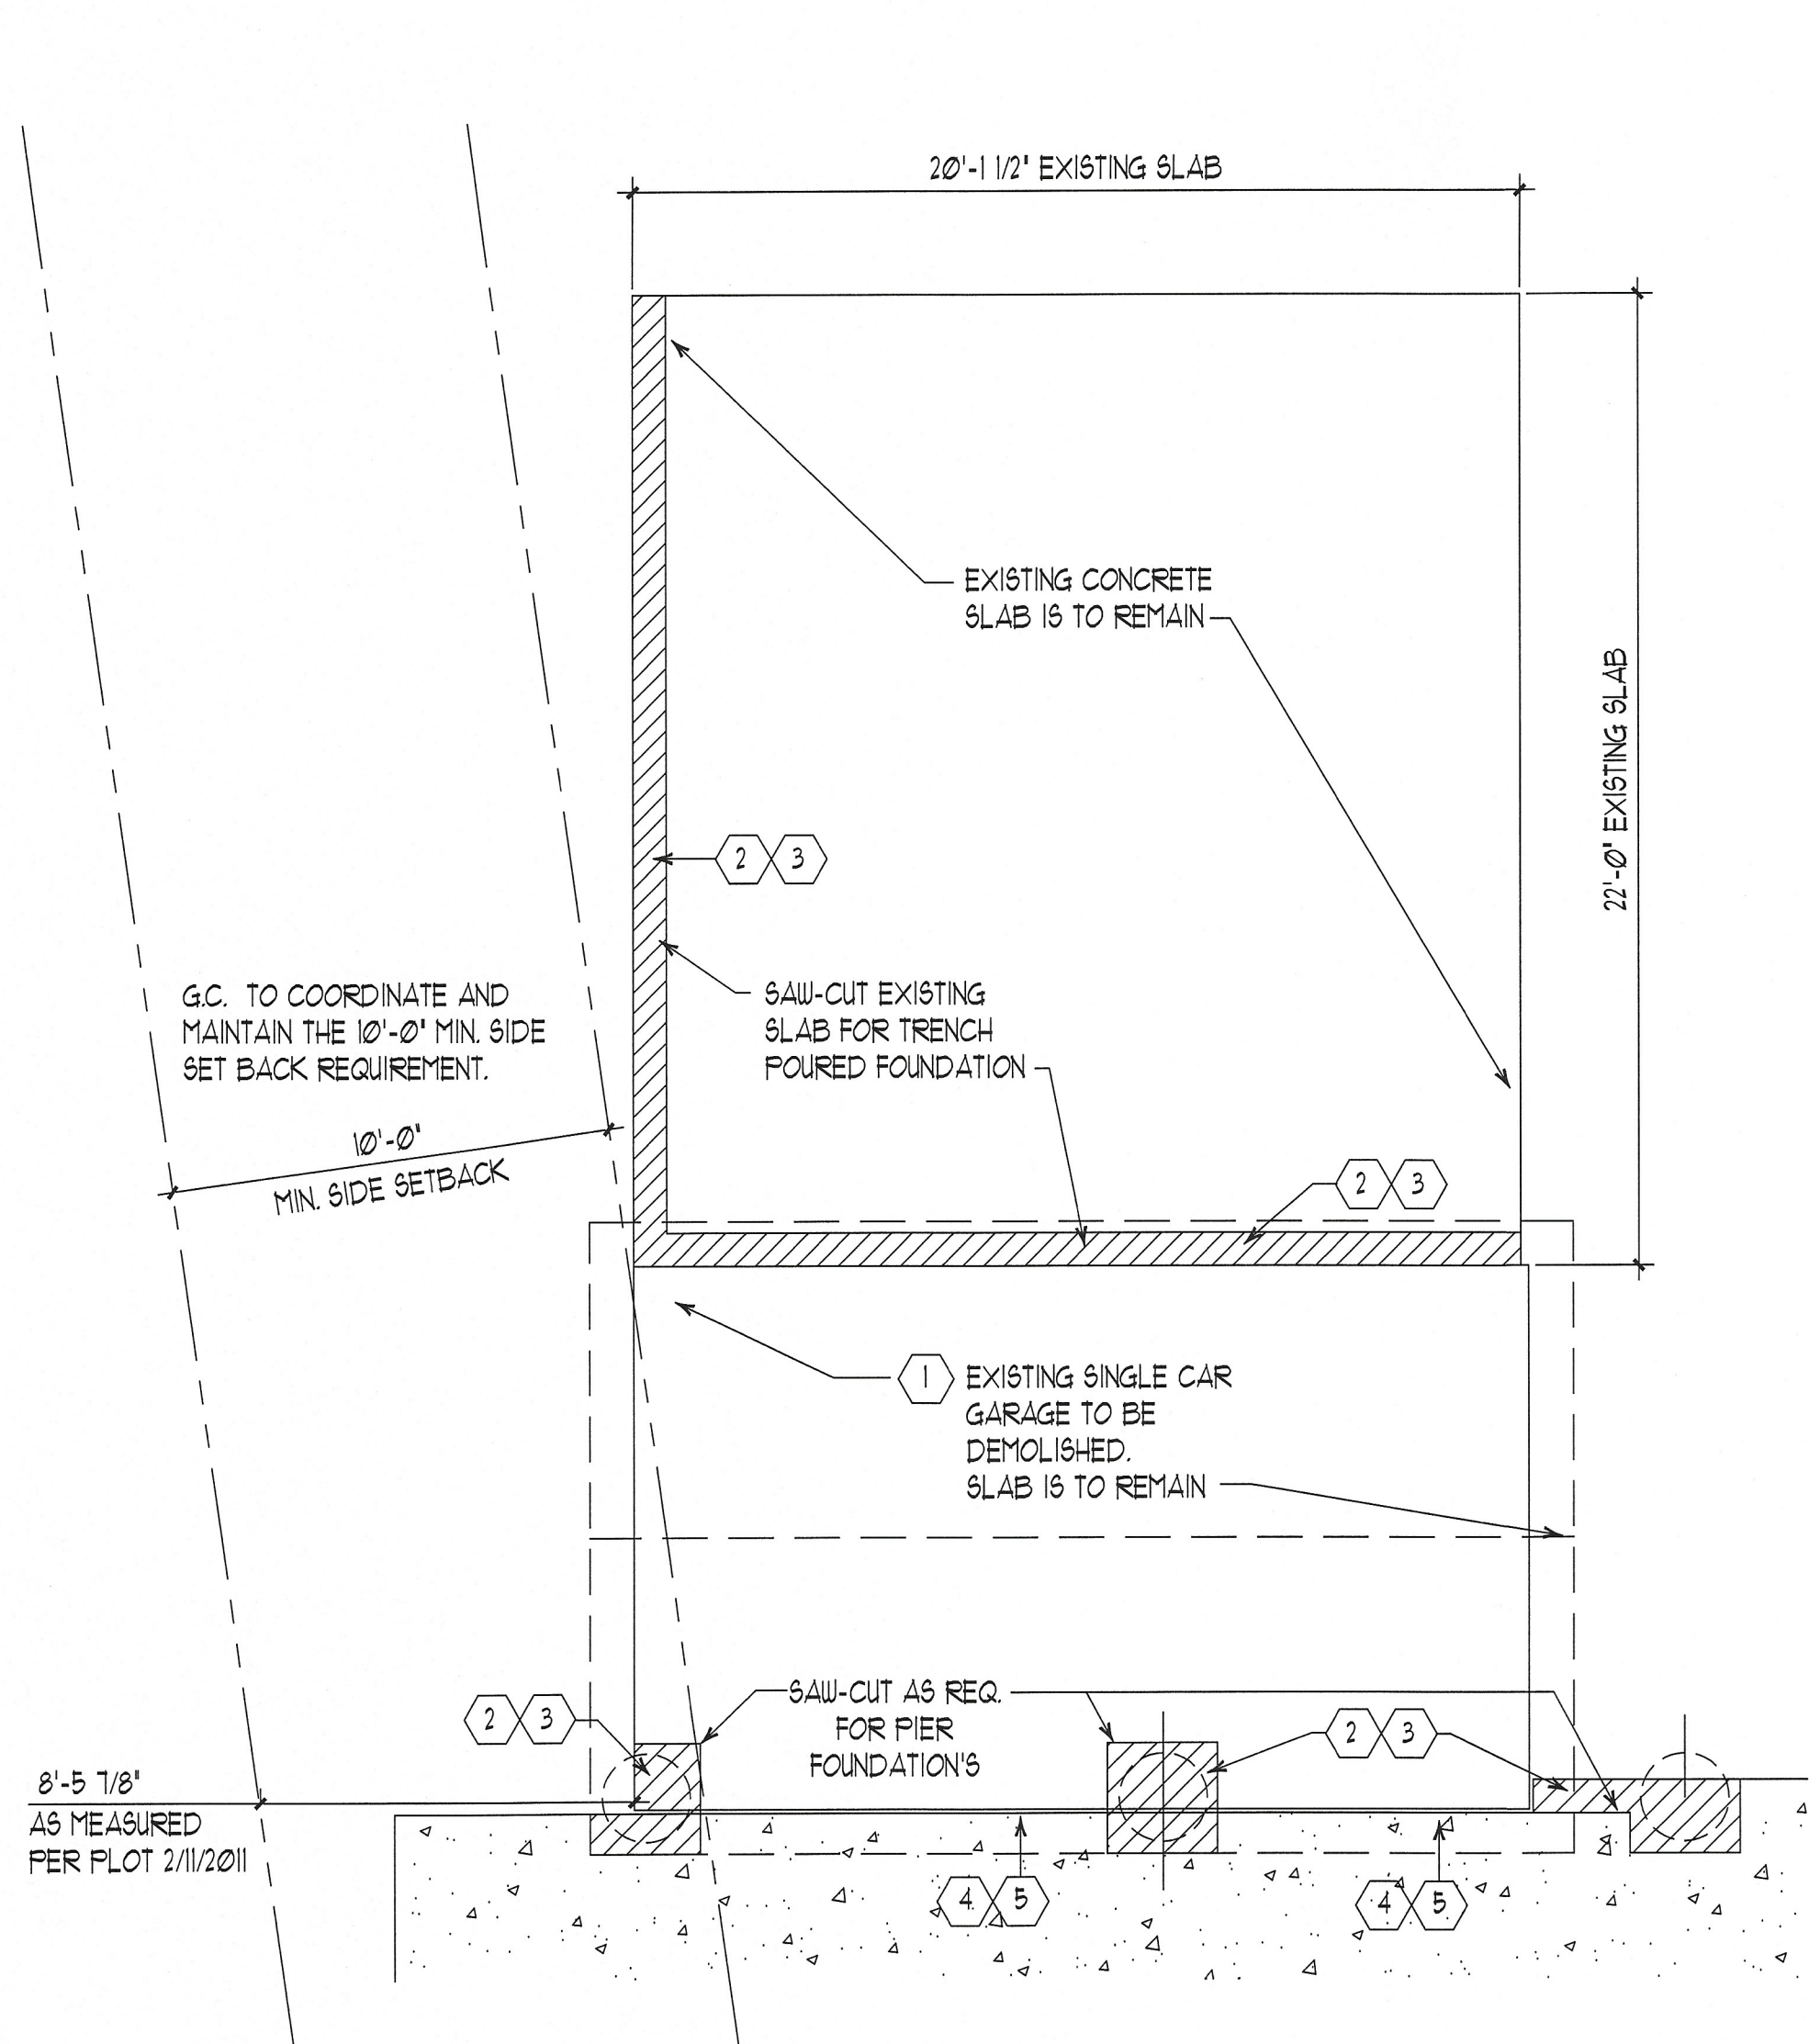 20'-1 1/2" EXISTING SLAB
EXISTING CONCRETE
SLAB IS TO REMAIN
22'-0" EXISTING SLAB
2 3
SAW-CUT EXISTING
SLAB FOR TRENCH
POURED FOUNDATION
G.C. TO COORDINATE AND
MAINTAIN THE 10'-0" MIN. SIDE
SET BACK REQUIREMENT.
10'-0"
MIN. SIDE SETBACK
2 3
1 EXISTING SINGLE CAR
GARAGE TO BE
DEMOLISHED.
SLAB IS TO REMAIN
2 3
SAW-CUT AS REQ.
FOR PIER
FOUNDATION'S
2 3
8'-5 7/8"
AS MEASURED
PER PLOT 2/11/2011
4 5
4 5